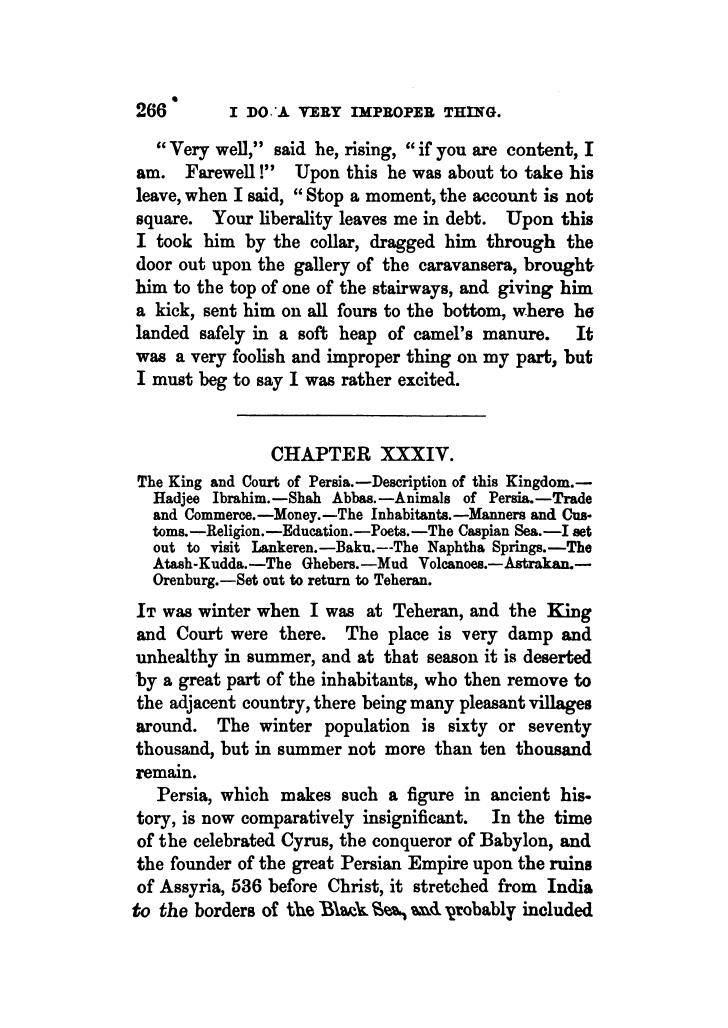 266 I DO A VERY IMPROPER THING.
"Very well," said he, rising, "if you are content, I
am. Farewell!" Upon this he was about to take his
leave, when I said, "Stop a moment, the account is not
square. Your liberality leaves me in debt. Upon this
I took him by the collar, dragged him through the
door out upon the gallery of the caravansera, brought
him to the top of one of the stairways, and giving him
a kick, sent him on all fours to the bottom, where he
landed safely in a soft heap of camel's manure. It
was a very foolish and improper thing on my part, but
I must beg to say I was rather excited.
CHAPTER XXXIV.
The King and Court of Persia.—Description of this Kingdom.—
Hadjee Ibrahim.—Shah Abbas.—Animals of Persia.—Trade
and Commerce.—Money.—The Inhabitants.—Manners and Cus-
toms.—Religion.—Education.—Poets.—The Caspian Sea.—I set
out to visit Lankeren.—Baku.—The Naphtha Springs.—The
Atash-Kudda.—The Ghebers.—Mud Volcanoes.—Astrakan.—
Orenburg.—Set out to return to Teheran.
IT was winter when I was at Teheran, and the King
and Court were there. The place is very damp and
unhealthy in summer, and at that season it is deserted
by a great part of the inhabitants, who then remove to
the adjacent country, there being many pleasant villages
around. The winter population is sixty or seventy
thousand, but in summer not more than ten thousand
remain.
Persia, which makes such a figure in ancient his-
tory, is now comparatively insignificant. In the time
of the celebrated Cyrus, the conqueror of Babylon, and
the founder of the great Persian Empire upon the ruins
of Assyria, 536 before Christ, it stretched from India
to the borders of the Black Sea, and probably included